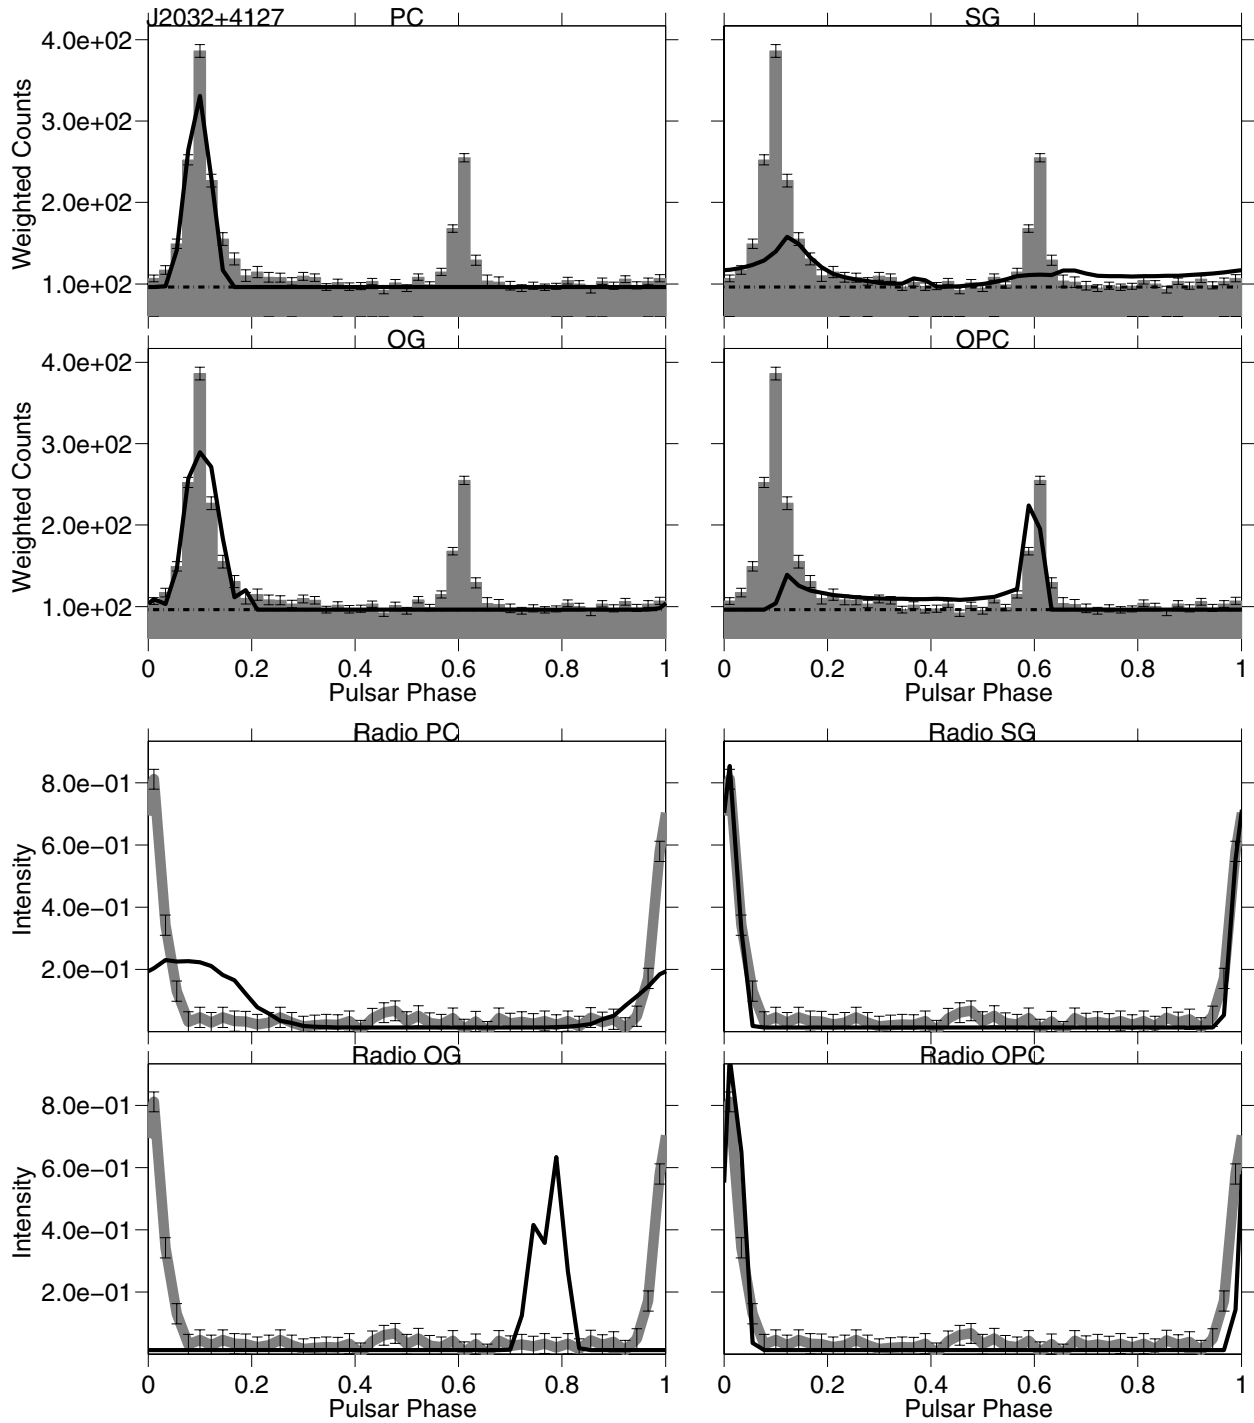 J2032+4127 PC SG
4.0e+02
3.0e+02
2.0e+02
1.0e+02
Weighted Counts
OG OPC
4.0e+02
3.0e+02
2.0e+02
1.0e+02
Weighted Counts
0 0.2 0.4 0.6 0.8 1 0 0.2 0.4 0.6 0.8 1
Pulsar Phase Pulsar Phase
Radio PC Radio SG
8.0e−01
6.0e−01
4.0e−01
2.0e−01
Intensity
Radio OG Radio OPC
8.0e−01
6.0e−01
4.0e−01
2.0e−01
Intensity
0 0.2 0.4 0.6 0.8 1 0 0.2 0.4 0.6 0.8 1
Pulsar Phase Pulsar Phase